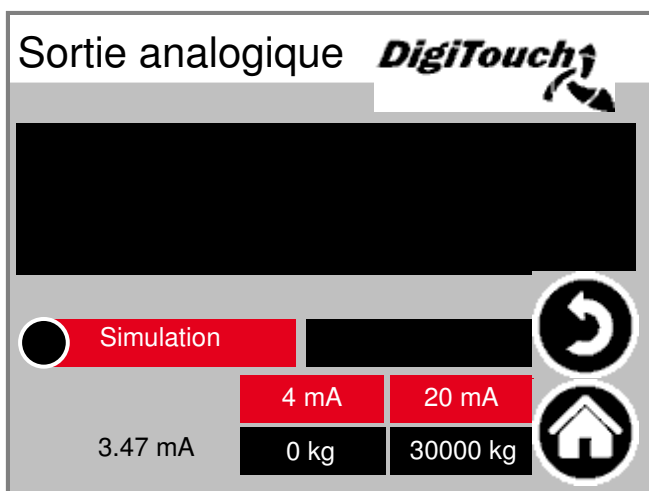 Sortie analogique
DigiTouch
Simulation
4 mA
20 mA
3.47 mA
0 kg
30000 kg